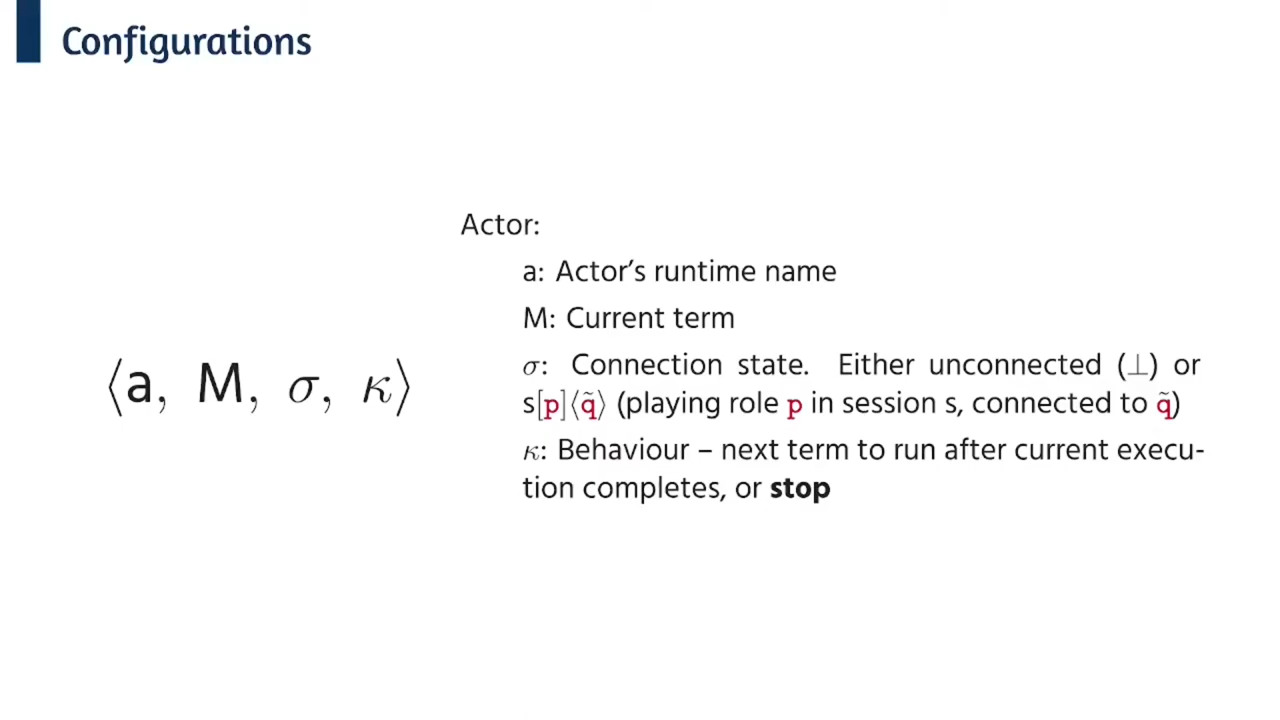 Configurations
Actor:
a: Actor's runtime name
M: Current term
⟨a, M, σ, κ⟩
σ: Connection state. Either unconnected (⊥) or
s[p]⟨q̃⟩ (playing role p in session s, connected to q̃)
κ: Behaviour – next term to run after current execu-
tion completes, or stop